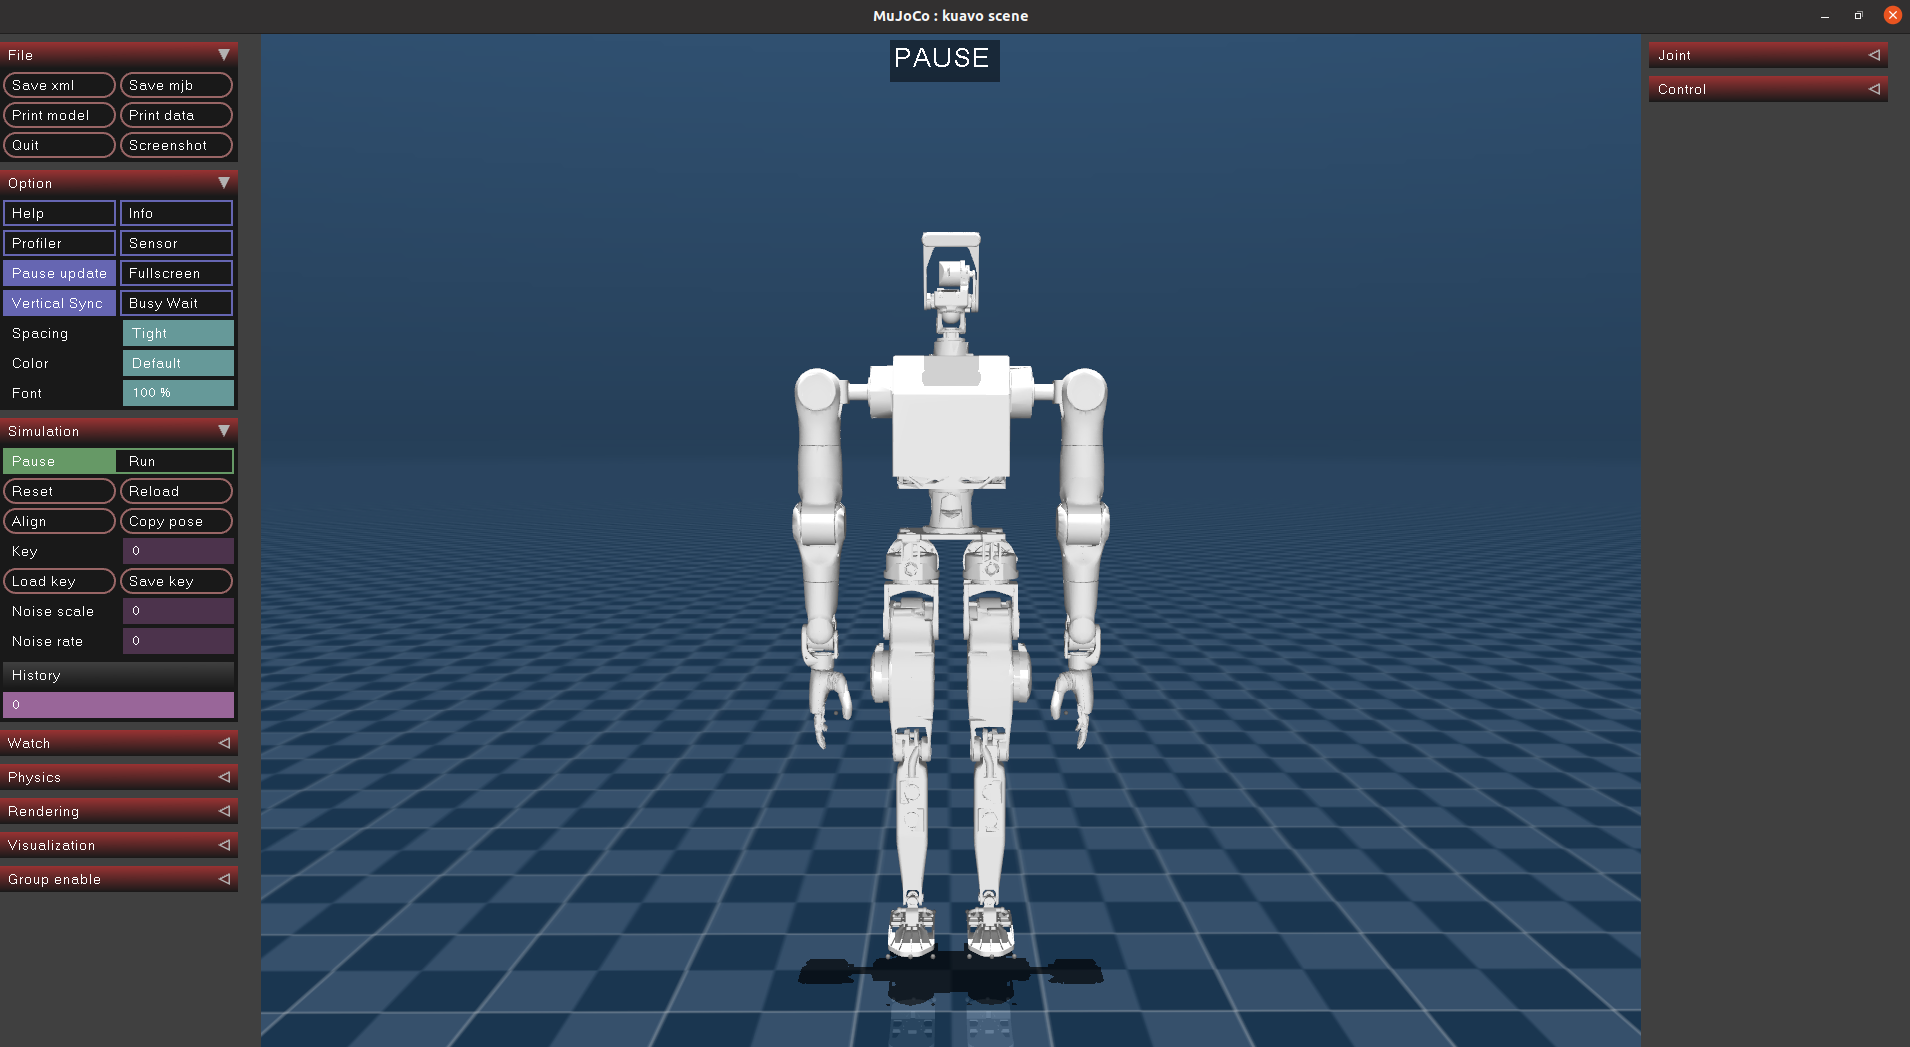 MuJoCo : kuavo scene
File
Save xml Save mjb
Print model Print data
Quit Screenshot
Option
Help Info
Profiler Sensor
Pause update Fullscreen
Vertical Sync Busy Wait
Spacing Tight
Color Default
Font 100 %
Simulation
Pause Run
Reset Reload
Align Copy pose
Key 0
Load key Save key
Noise scale 0
Noise rate 0
History
0
Watch
Physics
Rendering
Visualization
Group enable
PAUSE
Joint
Control